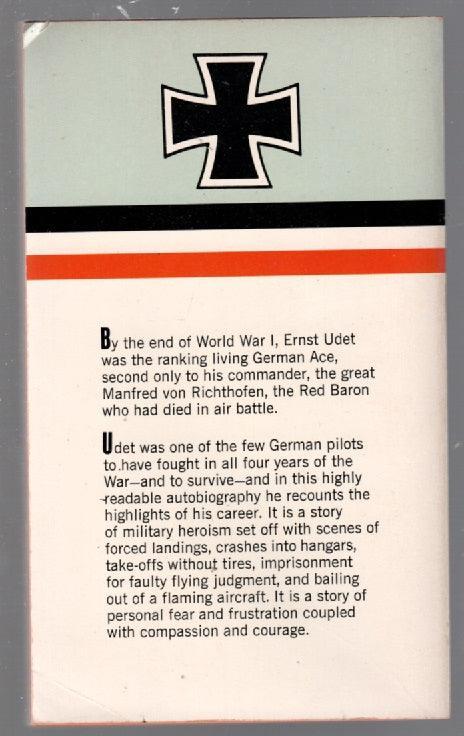 By the end of World War I, Ernst Udet
was the ranking living German Ace,
second only to his commander, the great
Manfred von Richthofen, the Red Baron
who had died in air battle.
Udet was one of the few German pilots
to have fought in all four years of the
War—and to survive—and in this highly
readable autobiography he recounts the
highlights of his career. It is a story
of military heroism set off with scenes of
forced landings, crashes into hangars,
take-offs without tires, imprisonment
for faulty flying judgment, and bailing
out of a flaming aircraft. It is a story of
personal fear and frustration coupled
with compassion and courage.